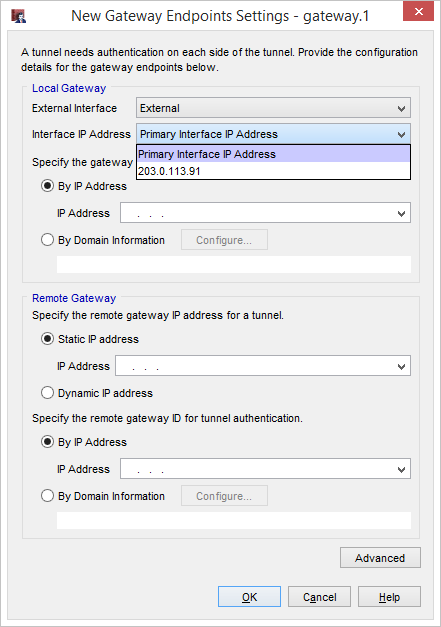 New Gateway Endpoints Settings - gateway.1
A tunnel needs authentication on each side of the tunnel. Provide the configuration
details for the gateway endpoints below.
Local Gateway
External Interface External
Interface IP Address Primary Interface IP Address
Primary Interface IP Address
Specify the gateway
203.0.113.91
By IP Address
IP Address . . .
By Domain Information Configure...
Remote Gateway
Specify the remote gateway IP address for a tunnel.
Static IP address
IP Address . . .
Dynamic IP address
Specify the remote gateway ID for tunnel authentication.
By IP Address
IP Address . . .
By Domain Information Configure...
Advanced
OK Cancel Help